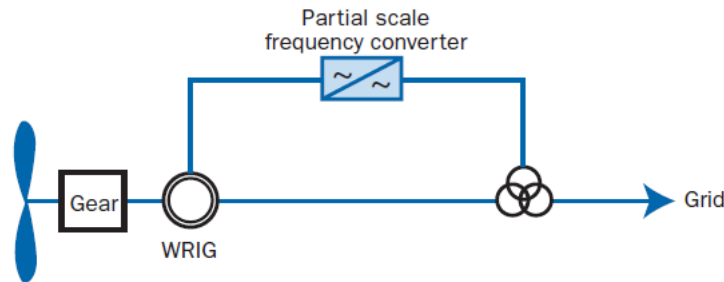 Partial scale
frequency converter
~
~
Gear
WRIG
Grid